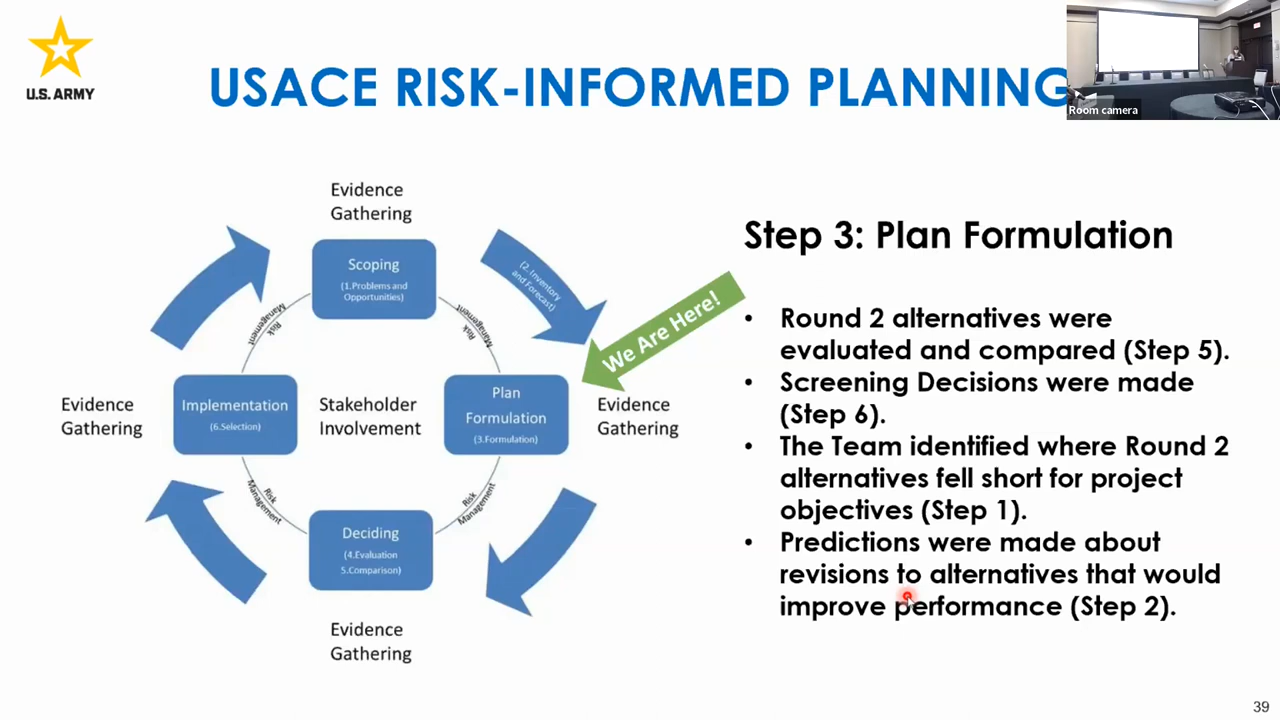 U.S. ARMY
USACE RISK-INFORMED PLANNING
Room camera
Evidence
Gathering
Scoping
(1.Problems and
Opportunities)
(2.Inventory
and Forecast)
Risk
Management
Risk
Management
We Are Here!
Evidence
Gathering
Implementation
(6.Selection)
Stakeholder
Involvement
Plan
Formulation
(3.Formulation)
Evidence
Gathering
Risk
Management
Risk
Management
Deciding
(4.Evaluation
5.Comparison)
Evidence
Gathering
Step 3: Plan Formulation
• Round 2 alternatives were
evaluated and compared (Step 5).
• Screening Decisions were made
(Step 6).
• The Team identified where Round 2
alternatives fell short for project
objectives (Step 1).
• Predictions were made about
revisions to alternatives that would
improve performance (Step 2).
39